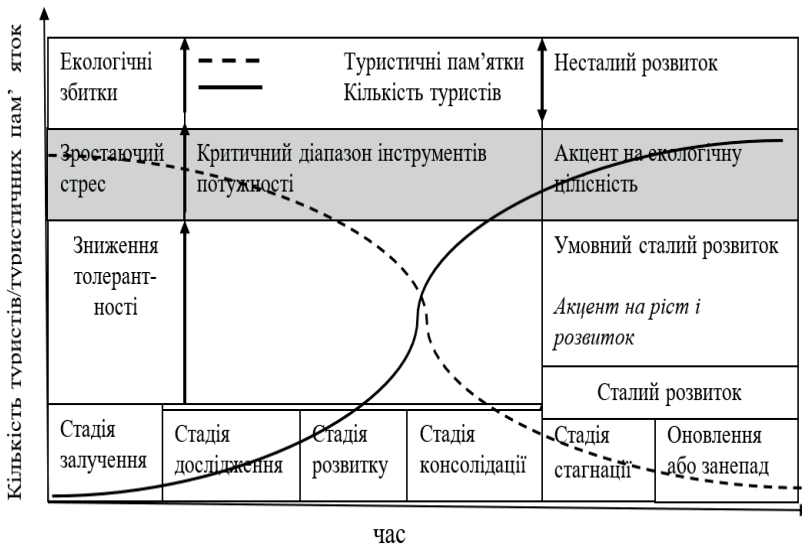 Кількість туристів/туристичних пам’ яток
Екологічні
збитки
Туристичні пам’ятки
Кількість туристів
Несталий розвиток
Зростаючий
стрес
Критичний діапазон інструментів
потужності
Акцент на екологічну
цілісність
Зниження
толерант-
ності
Умовний сталий розвиток
Акцент на ріст і
розвиток
Сталий розвиток
Стадія
залучення
Стадія
дослідження
Стадія
розвитку
Стадія
консолідації
Стадія
стагнації
Оновлення
або занепад
час